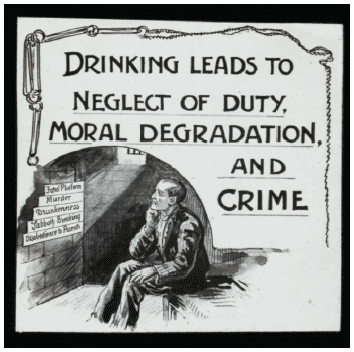 DRINKING LEADS TO
NEGLECT OF DUTY,
MORAL DEGRADATION,
AND
CRIME
Fatal Platform
Murder
Drunkenness
Sabbath Breaking
Disobedience to Parents